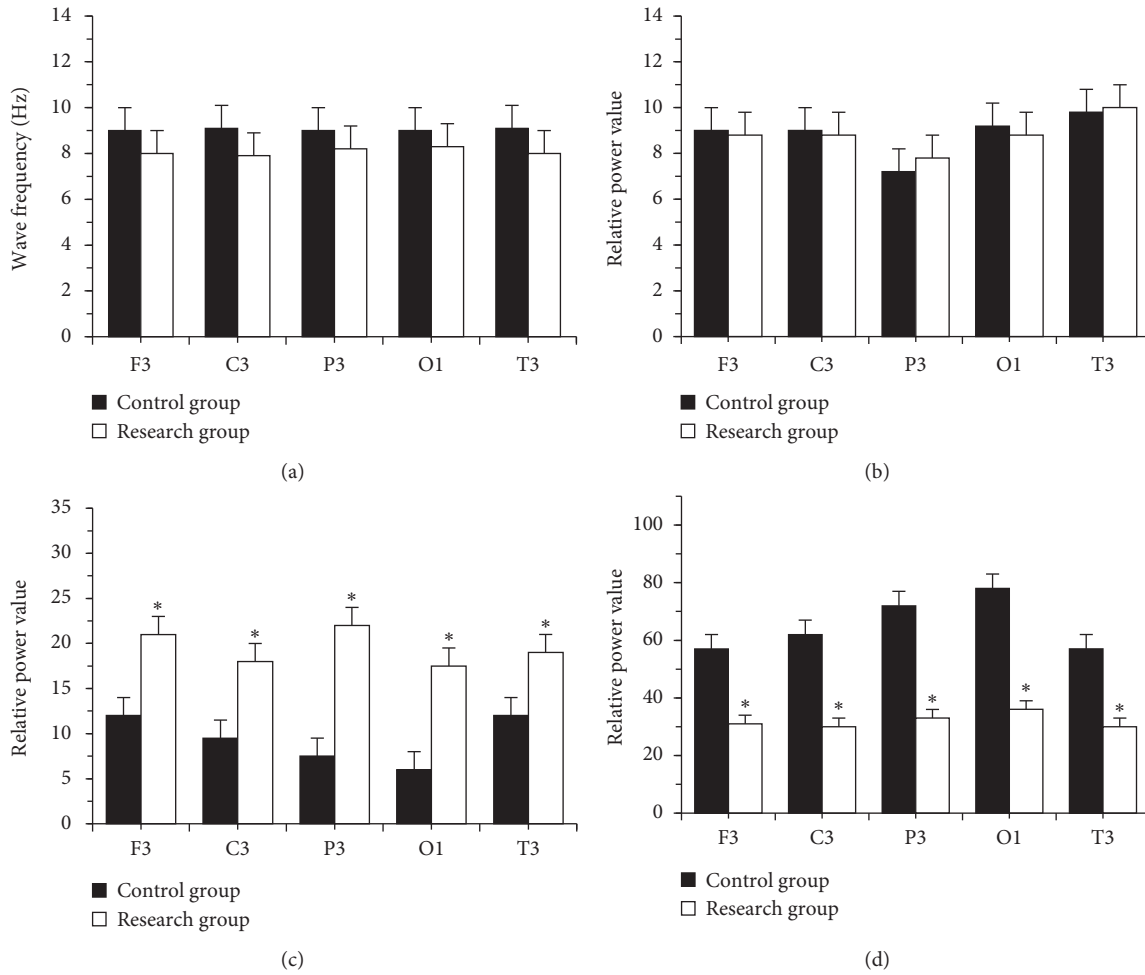 14
12
10
8
6
4
2
0
Wave frequency (Hz)
F3 C3 P3 O1 T3
Control group
Research group
(a)
14
12
10
8
6
4
2
0
Relative power value
F3 C3 P3 O1 T3
Control group
Research group
(b)
35
30
25
20
15
10
5
0
Relative power value
* * * * *
F3 C3 P3 O1 T3
Control group
Research group
(c)
100
80
60
40
20
0
Relative power value
* * * * *
F3 C3 P3 O1 T3
Control group
Research group
(d)